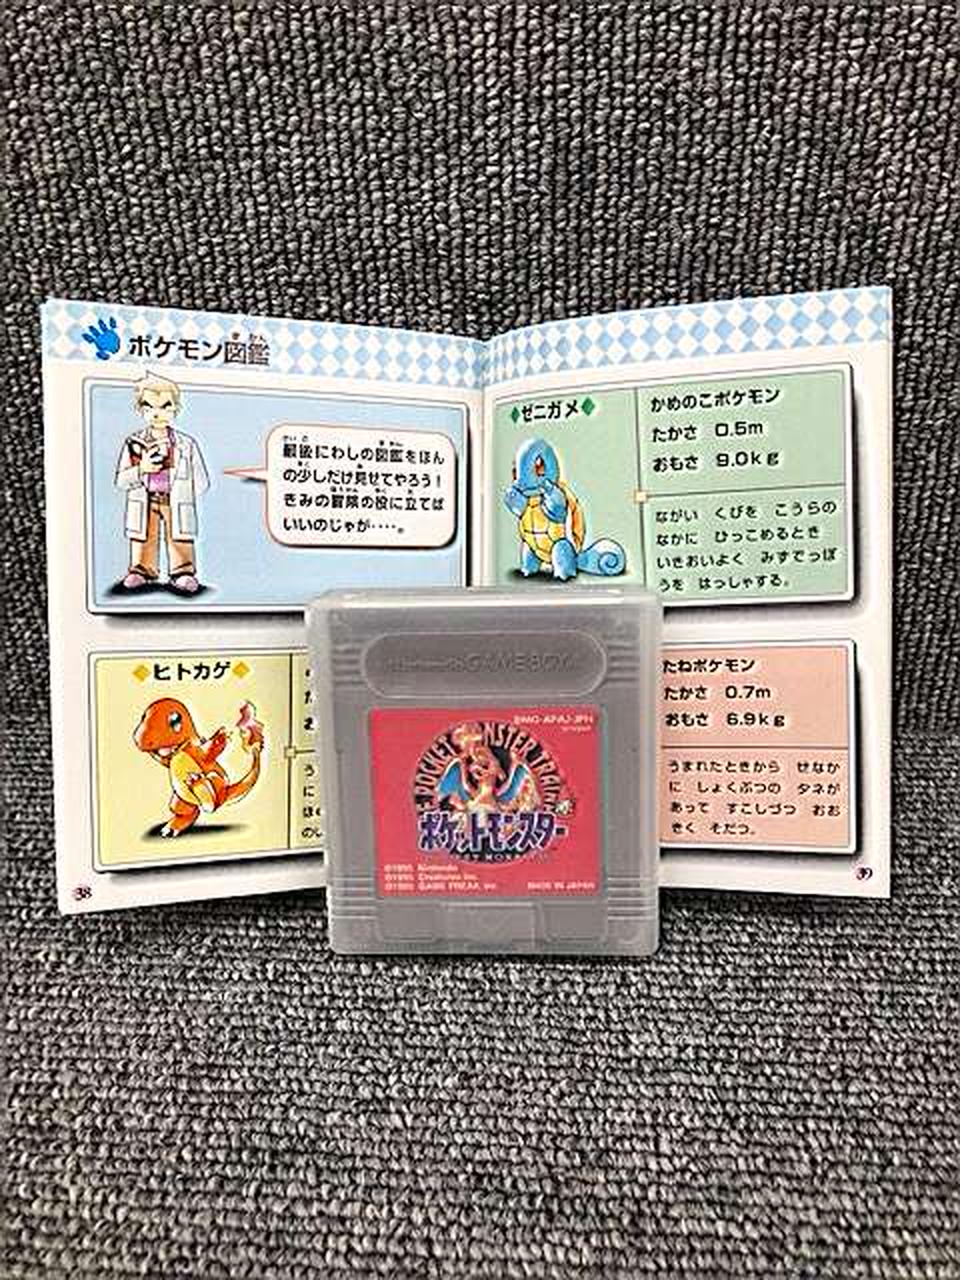 ポケモン図鑑
最後にわしの図鑑をほん
の少しだけ見せてやろう！
きみの冒険の役に立てば
いいのじゃが‥‥。
◆ゼニガメ◆
かめのこポケモン
たかさ 0.5m
おもさ 9.0kg
ながい くびを こうらの
なかに ひっこめるとき
いきおいよく みずでっぽ
うを はっしゃする。
◆ヒトカゲ◆
たねポケモン
たかさ 0.7m
おもさ 6.9kg
うまれたときから せなか
に しょくぶつの タネが
あって すこしづつ おお
きく そだつ。
38
39
GAME BOY
DMG-APAJ-JPN
POCKET MONSTER TRAINER
ポケットモンスター
©1995 Nintendo
©1995 Creatures inc.
©1995 GAME FREAK inc.
MADE IN JAPAN